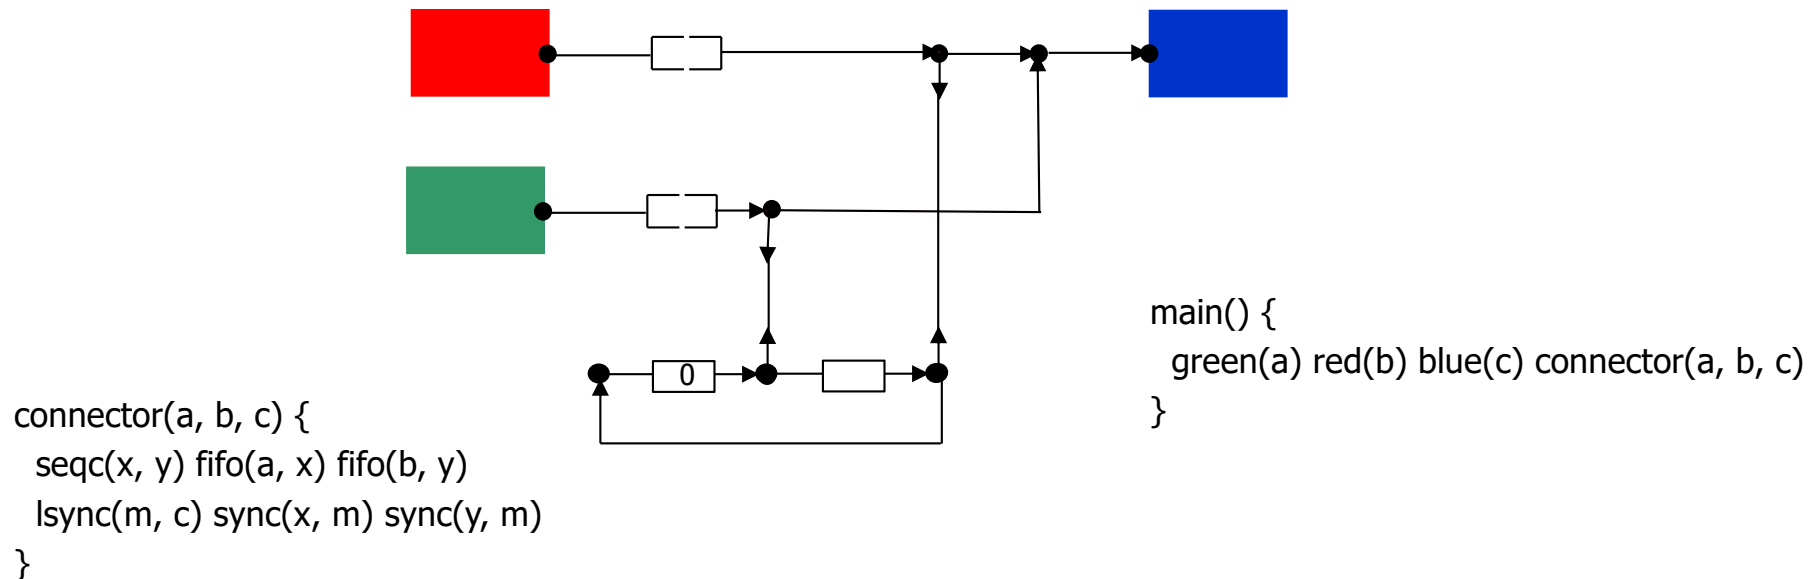 0
main() {
green(a) red(b) blue(c) connector(a, b, c)
}
connector(a, b, c) {
seqc(x, y) fifo(a, x) fifo(b, y)
lsync(m, c) sync(x, m) sync(y, m)
}